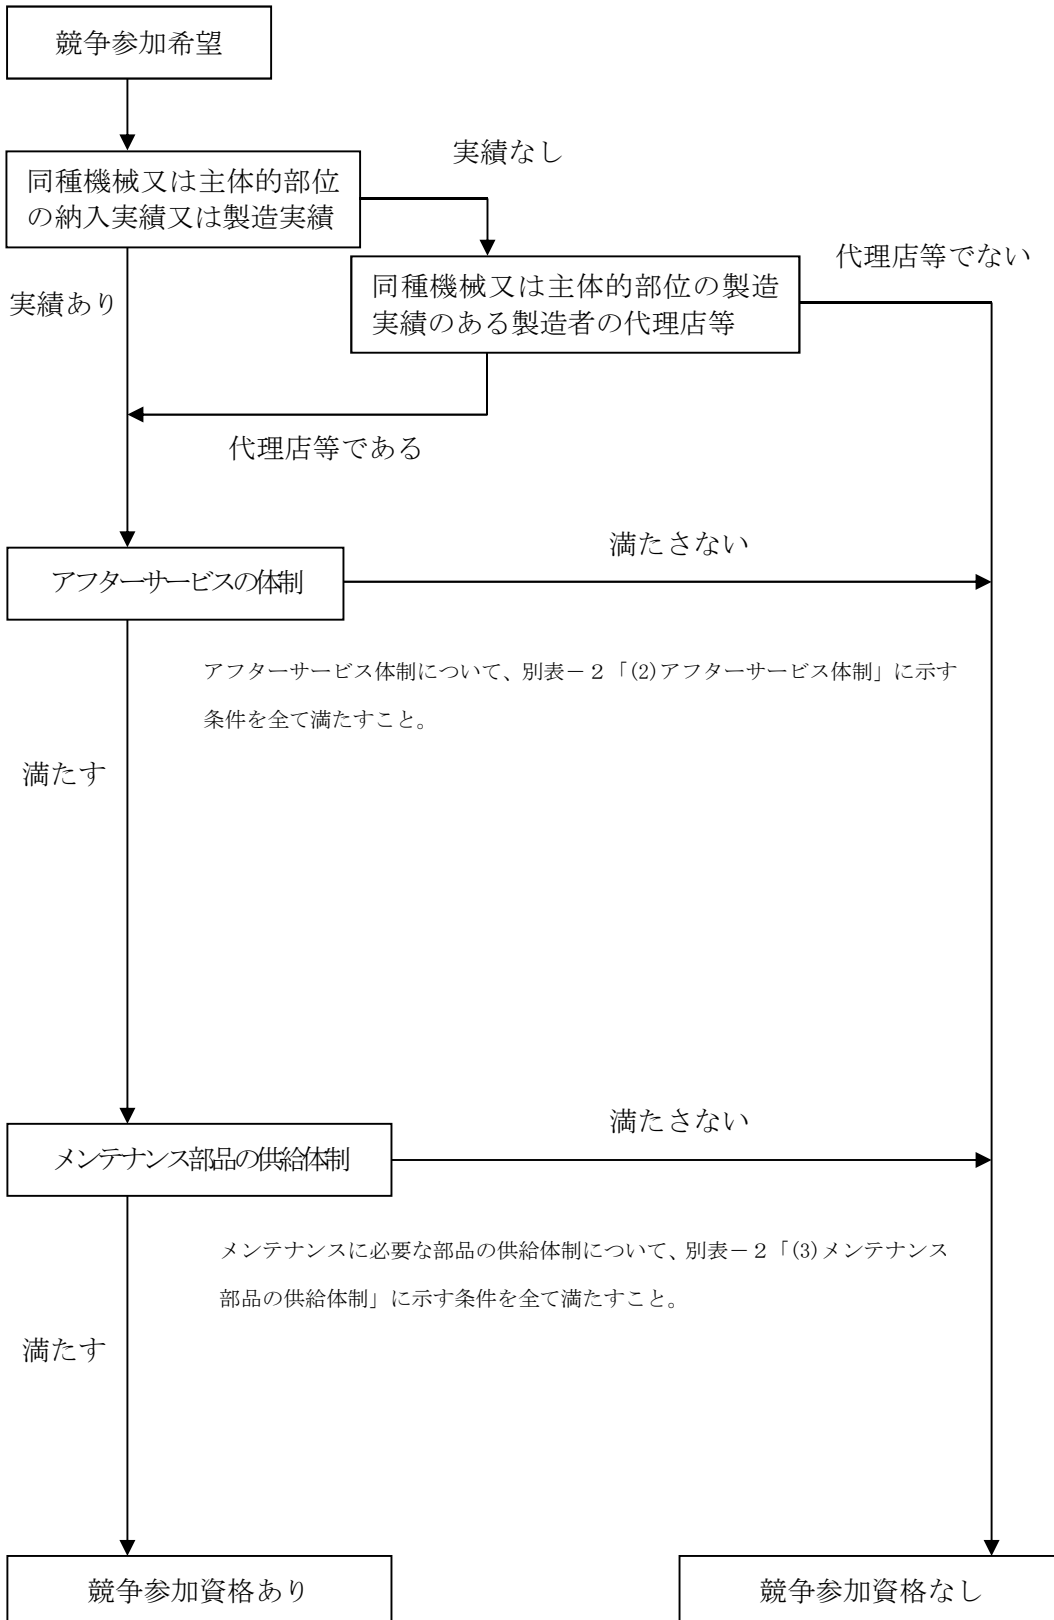 競争参加希望
実績なし
同種機械又は主体的部位
の納入実績又は製造実績
代理店等でない
実績あり
同種機械又は主体的部位の製造
実績のある製造者の代理店等
代理店等である
満たさない
アフターサービスの体制
アフターサービス体制について、別表-2「(2)アフターサービス体制」に示す
条件を全て満たすこと。
満たす
満たさない
メンテナンス部品の供給体制
メンテナンスに必要な部品の供給体制について、別表-2「(3)メンテナンス
部品の供給体制」に示す条件を全て満たすこと。
満たす
競争参加資格あり
競争参加資格なし